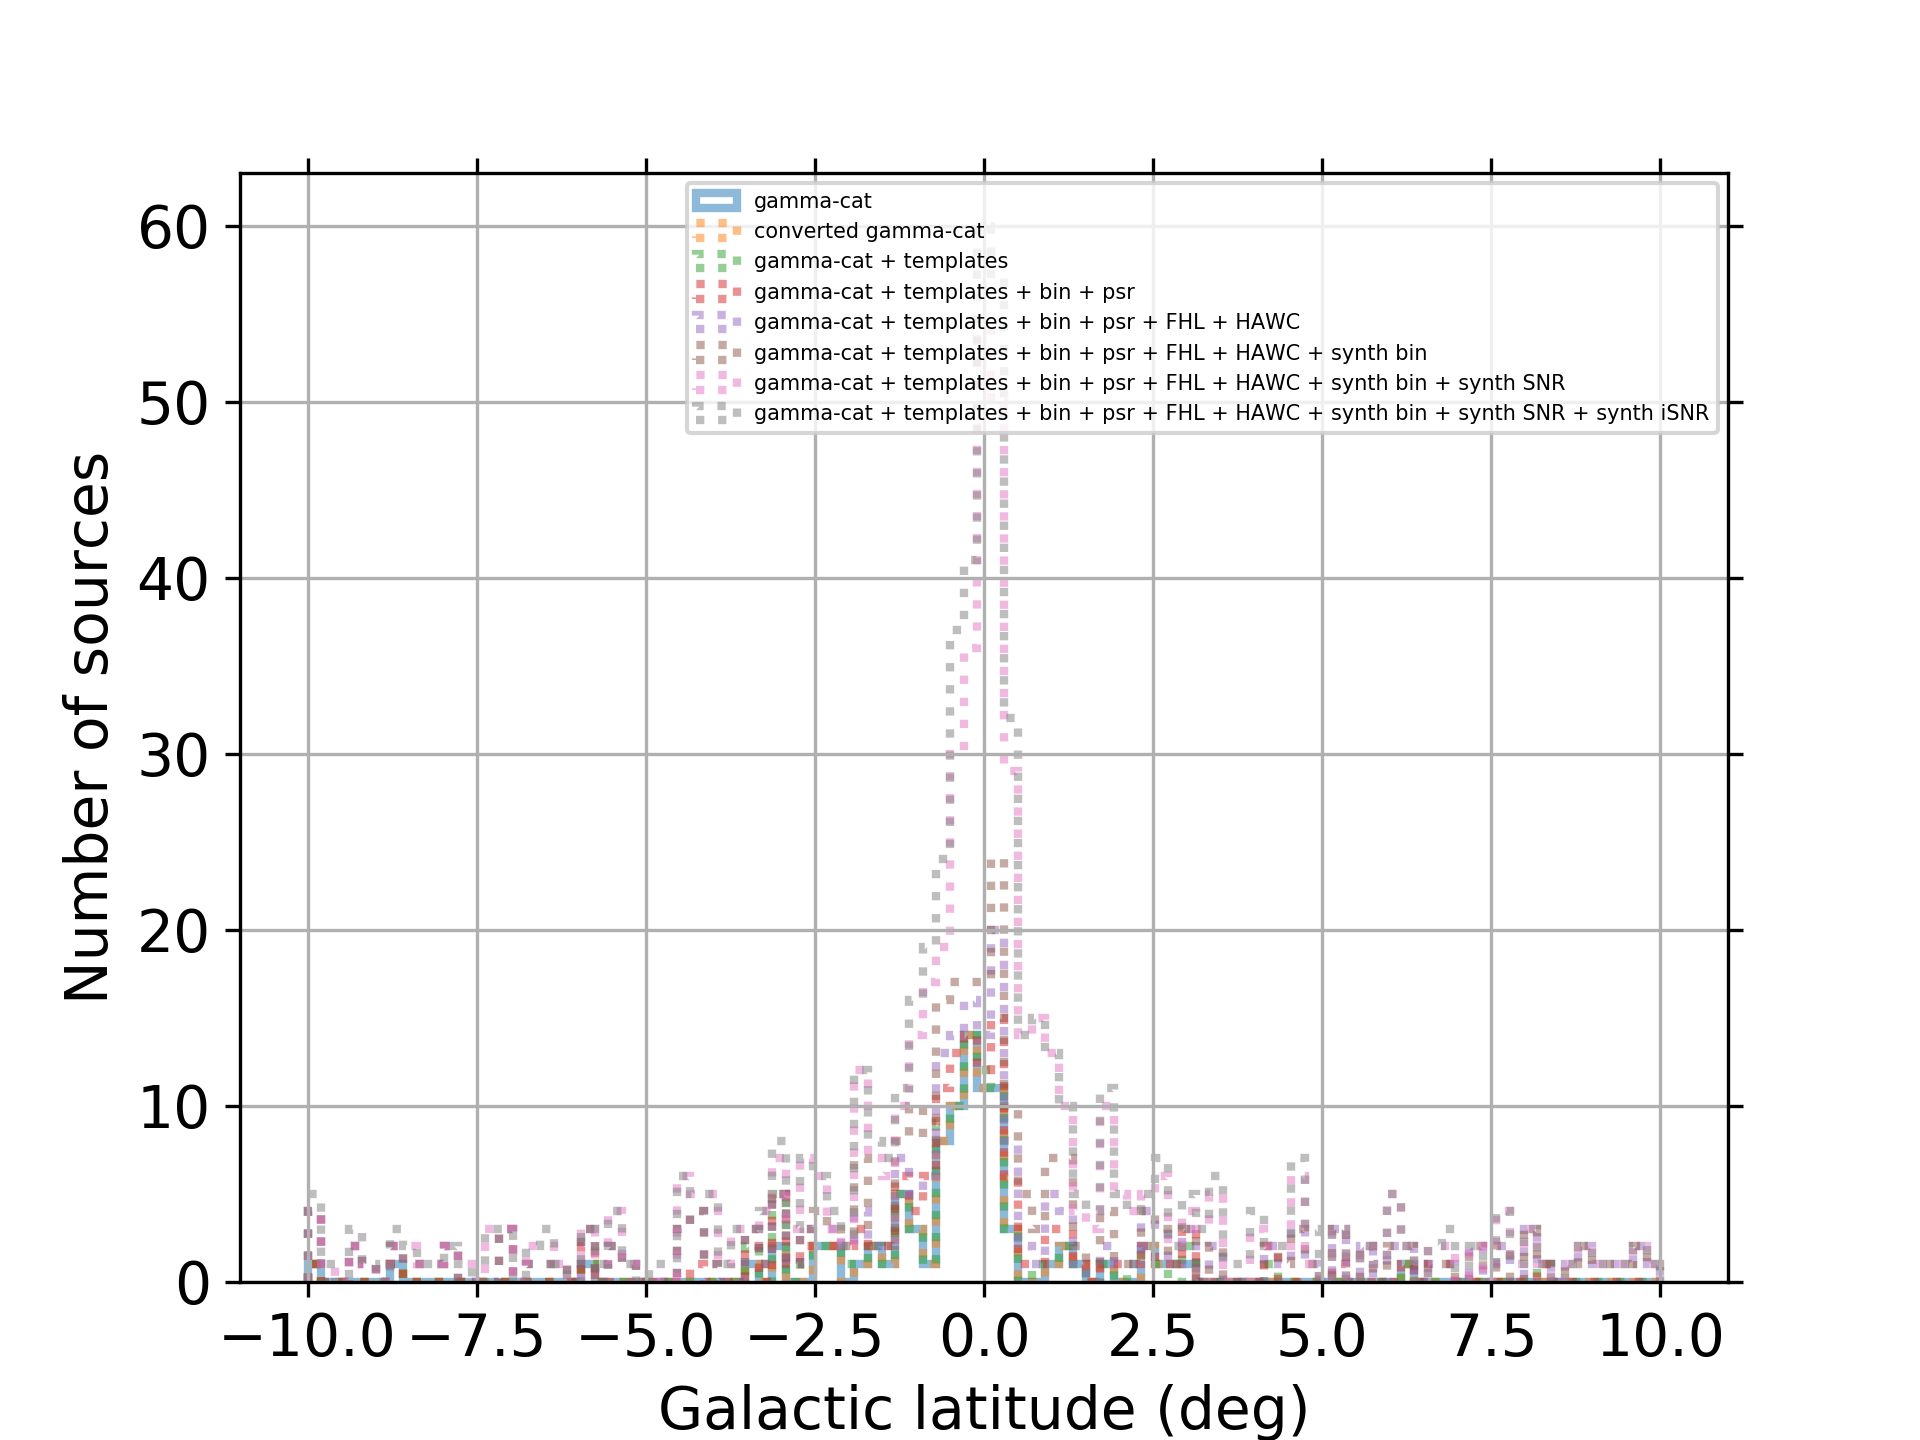 gamma-cat
converted gamma-cat
gamma-cat + templates
gamma-cat + templates + bin + psr
gamma-cat + templates + bin + psr + FHL + HAWC
gamma-cat + templates + bin + psr + FHL + HAWC + synth bin
gamma-cat + templates + bin + psr + FHL + HAWC + synth bin + synth SNR
gamma-cat + templates + bin + psr + FHL + HAWC + synth bin + synth SNR + synth iSNR
60
50
40
30
20
10
0
Number of sources
−10.0 −7.5 −5.0 −2.5 0.0 2.5 5.0 7.5 10.0
Galactic latitude (deg)